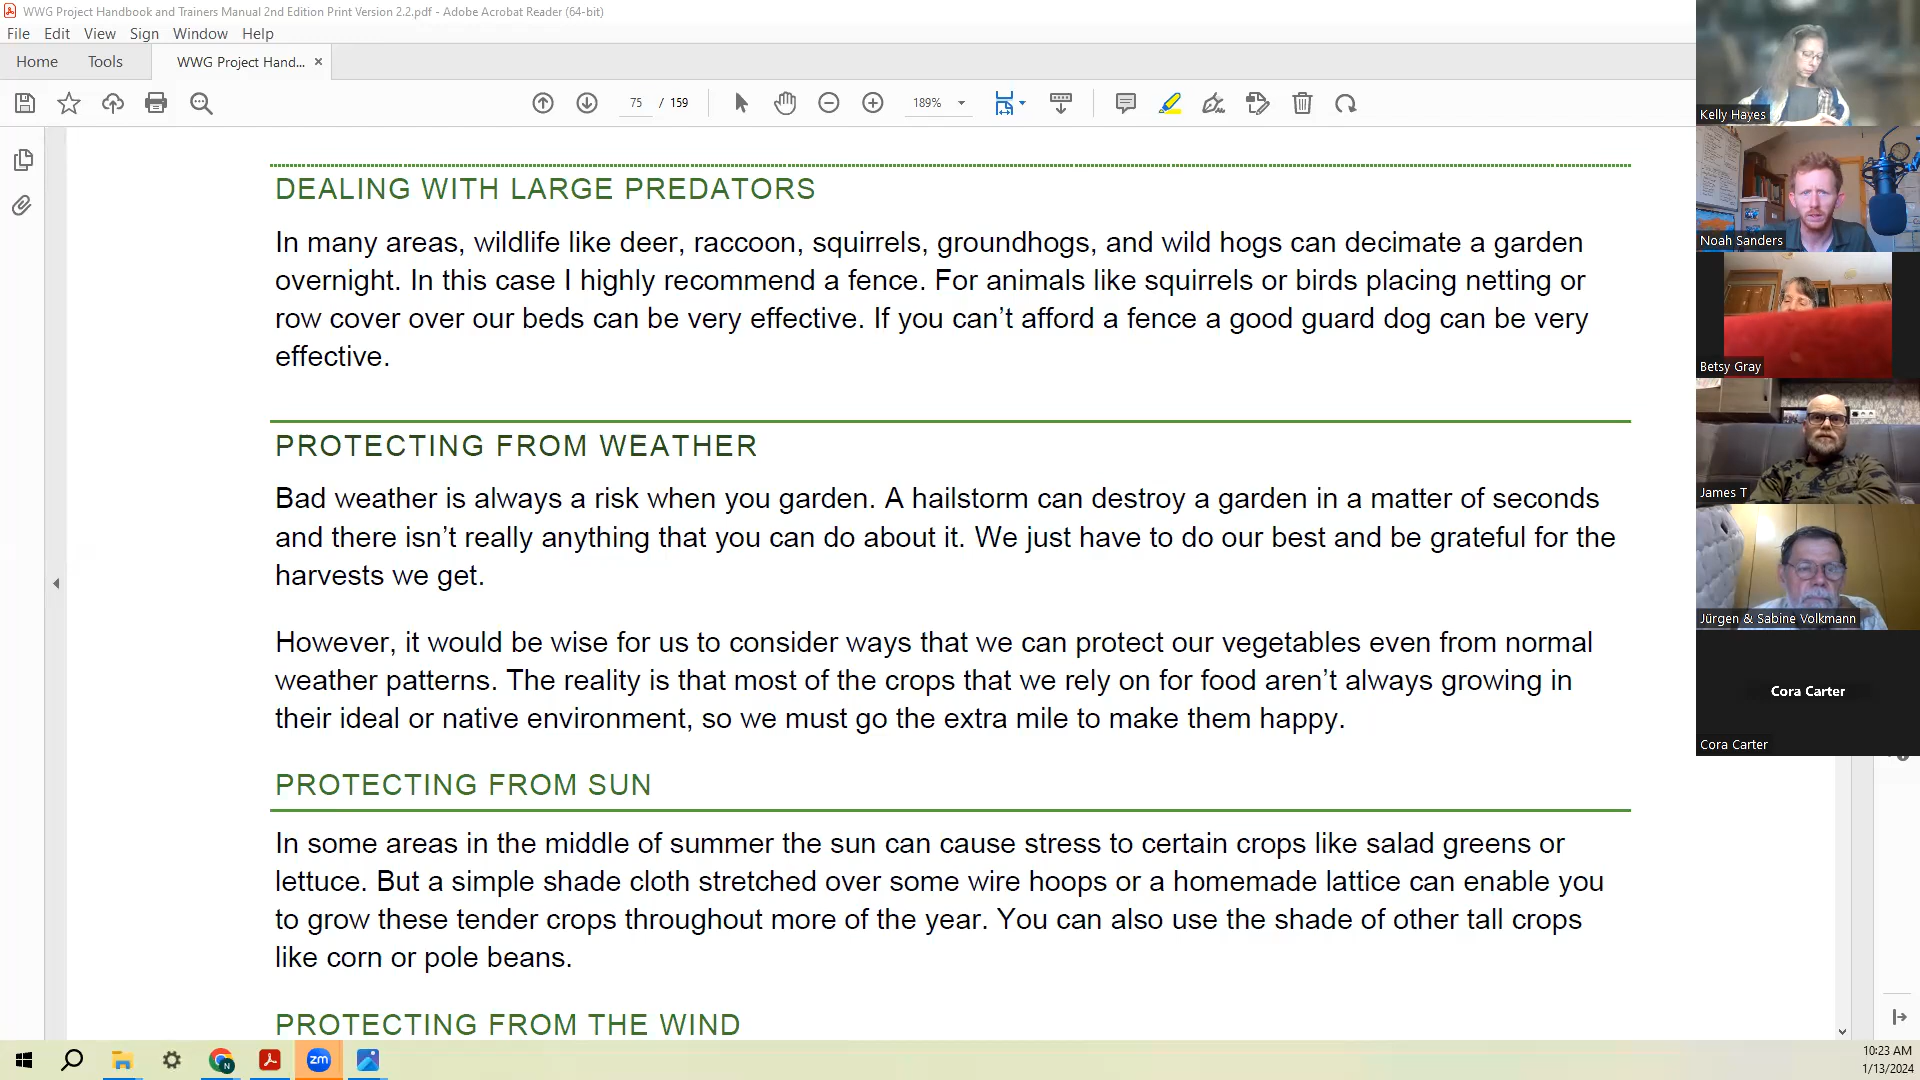 WWG Project Handbook and Trainers Manual 2nd Edition Print Version 2.2.pdf - Adobe Acrobat Reader (64-bit)
File Edit View Sign Window Help
Home Tools WWG Project Hand... ×
75 / 159 189%
DEALING WITH LARGE PREDATORS
In many areas, wildlife like deer, raccoon, squirrels, groundhogs, and wild hogs can decimate a garden
overnight. In this case I highly recommend a fence. For animals like squirrels or birds placing netting or
row cover over our beds can be very effective. If you can’t afford a fence a good guard dog can be very
effective.
PROTECTING FROM WEATHER
Bad weather is always a risk when you garden. A hailstorm can destroy a garden in a matter of seconds
and there isn’t really anything that you can do about it. We just have to do our best and be grateful for the
harvests we get.
However, it would be wise for us to consider ways that we can protect our vegetables even from normal
weather patterns. The reality is that most of the crops that we rely on for food aren’t always growing in
their ideal or native environment, so we must go the extra mile to make them happy.
PROTECTING FROM SUN
In some areas in the middle of summer the sun can cause stress to certain crops like salad greens or
lettuce. But a simple shade cloth stretched over some wire hoops or a homemade lattice can enable you
to grow these tender crops throughout more of the year. You can also use the shade of other tall crops
like corn or pole beans.
PROTECTING FROM THE WIND
Kelly Hayes
Noah Sanders
Betsy Gray
James T
Jürgen & Sabine Volkmann
Cora Carter
Cora Carter
N
zm
10:23 AM
1/13/2024